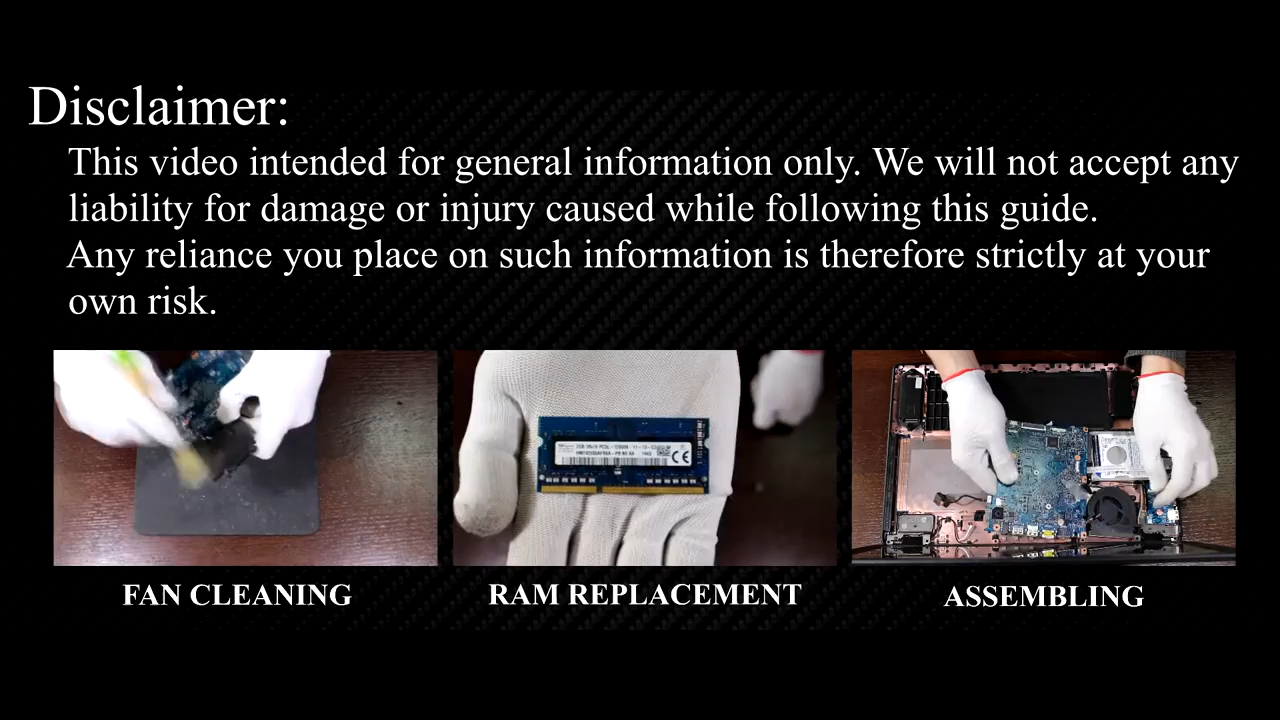 Disclaimer:
This video intended for general information only. We will not accept any
liability for damage or injury caused while following this guide.
Any reliance you place on such information is therefore strictly at your
own risk.
FAN CLEANING
RAM REPLACEMENT
ASSEMBLING